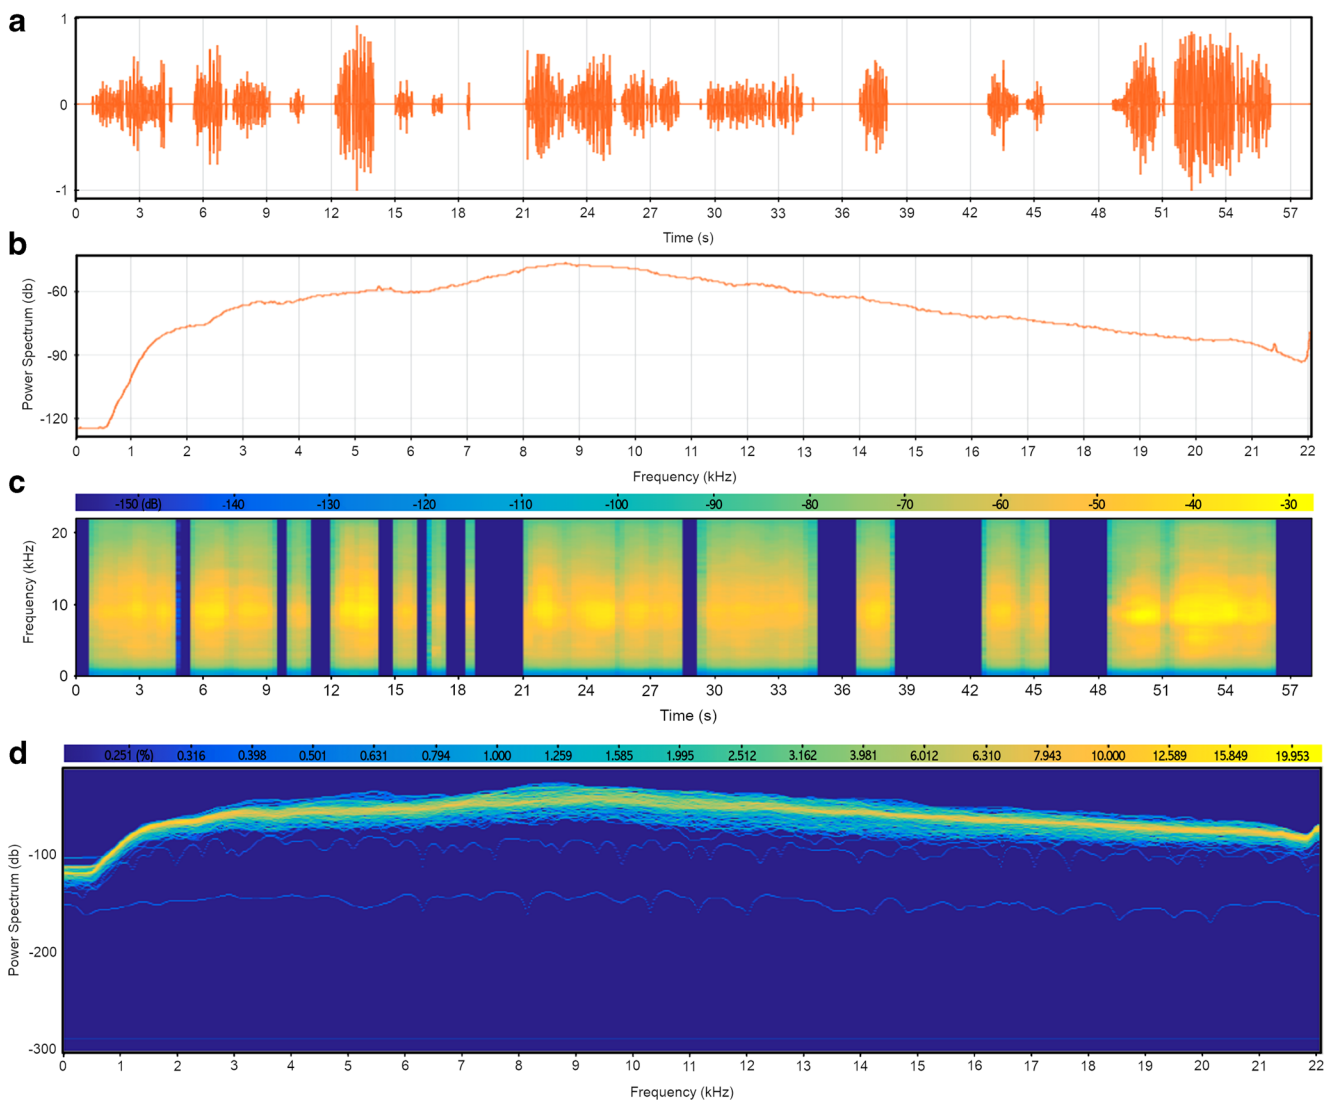 a
1
0
-1
0 3 6 9 12 15 18 21 24 27 30 33 36 39 42 45 48 51 54 57
Time (s)
b
Power Spectrum (db)
-60
-90
-120
0 1 2 3 4 5 6 7 8 9 10 11 12 13 14 15 16 17 18 19 20 21 22
Frequency (kHz)
c
-150 (dB) -140 -130 -120 -110 -100 -90 -80 -70 -60 -50 -40 -30
Frequency (kHz)
20
10
0
0 3 6 9 12 15 18 21 24 27 30 33 36 39 42 45 48 51 54 57
Time (s)
d
0.251 (%) 0.316 0.398 0.501 0.631 0.794 1.000 1.259 1.585 1.995 2.512 3.162 3.981 6.012 6.310 7.943 10.000 12.589 15.849 19.953
Power Spectrum (db)
-100
-200
-300
0 1 2 3 4 5 6 7 8 9 10 11 12 13 14 15 16 17 18 19 20 21 22
Frequency (kHz)